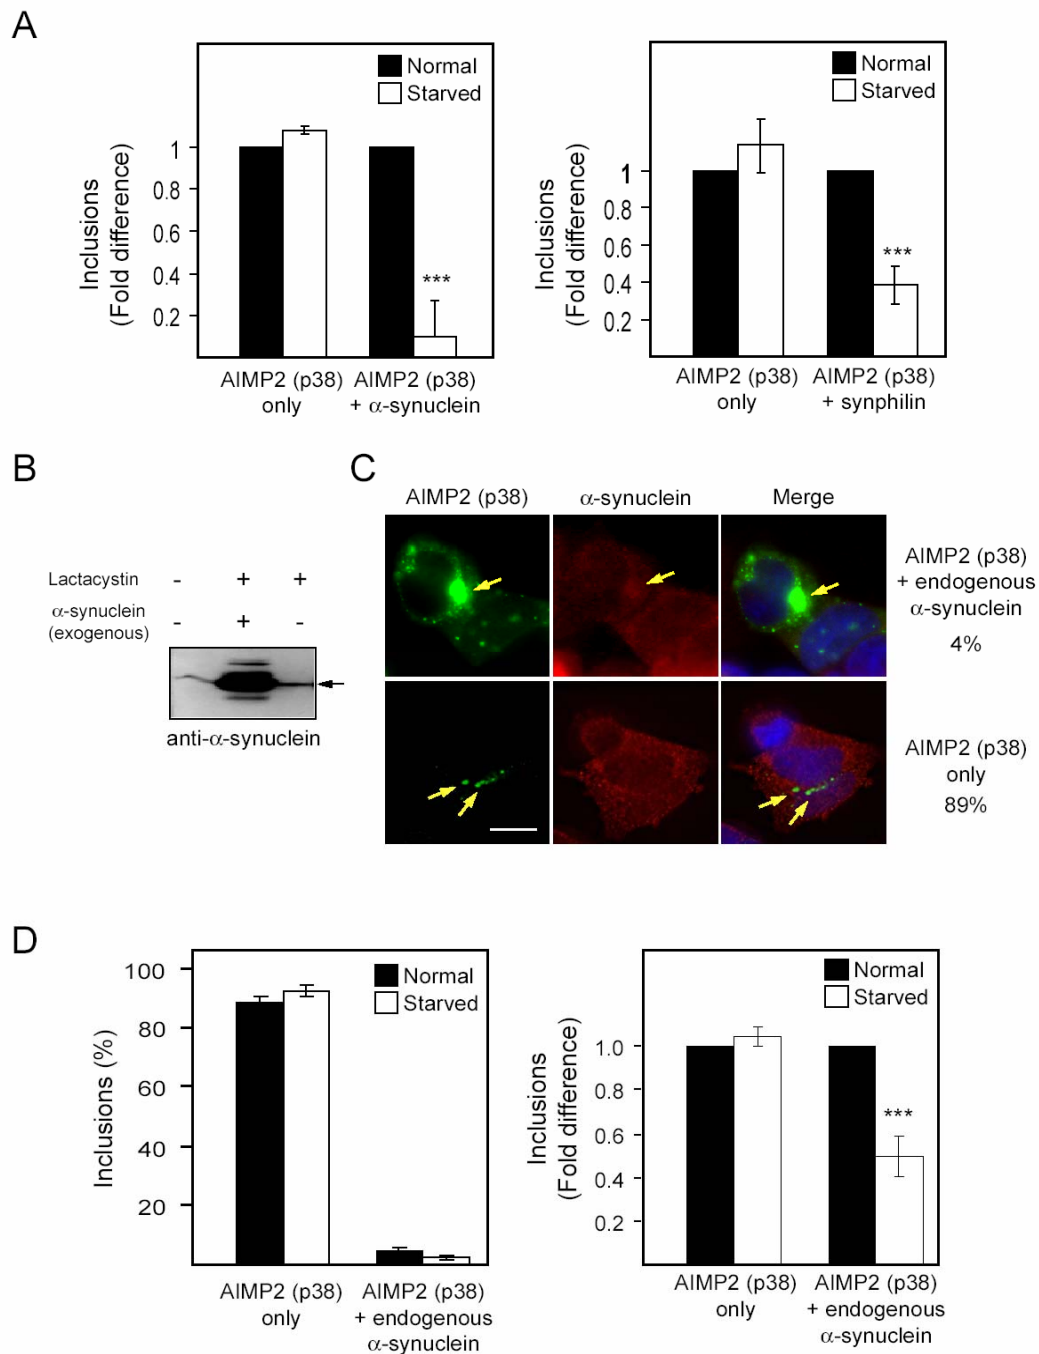 A
Normal
Starved
Inclusions
(Fold difference)
1
0.8
0.6
0.4
0.2
***
AIMP2 (p38)
only
AIMP2 (p38)
+ α-synuclein
Normal
Starved
Inclusions
(Fold difference)
1
0.8
0.6
0.4
0.2
***
AIMP2 (p38)
only
AIMP2 (p38)
+ synphilin
B
Lactacystin - + +
α-synuclein
(exogenous) - + -
anti-α-synuclein
C
AIMP2 (p38) α-synuclein Merge
AIMP2 (p38)
+ endogenous
α-synuclein
4%
AIMP2 (p38)
only
89%
D
Normal
Starved
Inclusions (%)
100
80
60
40
20
AIMP2 (p38)
only
AIMP2 (p38)
+ endogenous
α-synuclein
Normal
Starved
Inclusions
(Fold difference)
1.0
0.8
0.6
0.4
0.2
***
AIMP2 (p38)
only
AIMP2 (p38)
+ endogenous
α-synuclein